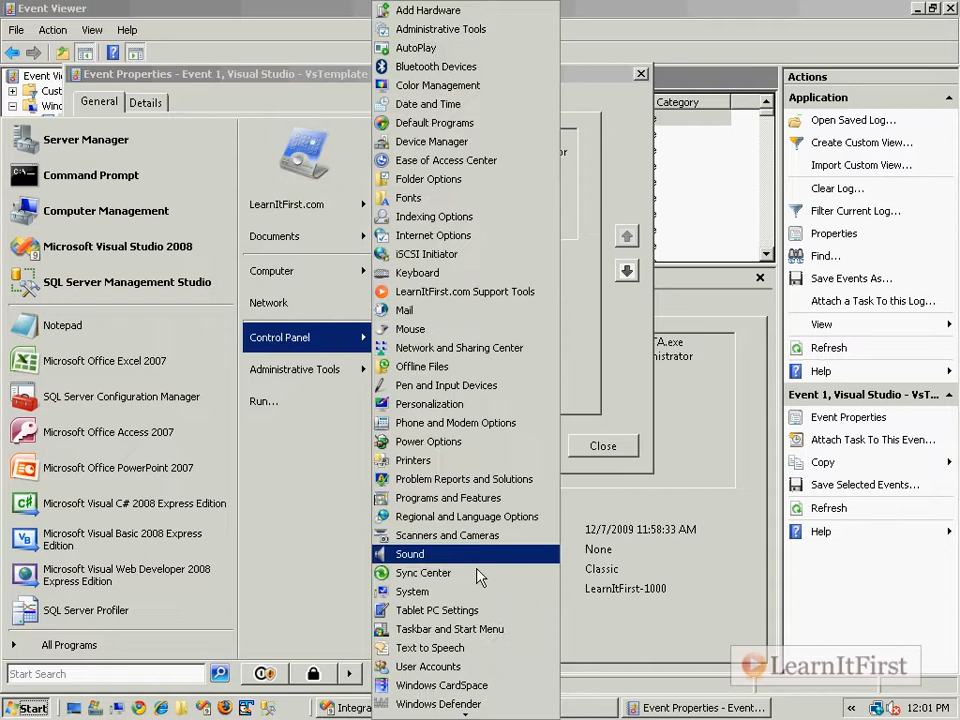 Event Viewer
File Action View Help
Event Vie
Cust
Winc
Event Properties - Event 1, Visual Studio - VsTemplate
General Details
Server Manager
Command Prompt
Computer Management
Microsoft Visual Studio 2008
SQL Server Management Studio
Notepad
Microsoft Office Excel 2007
SQL Server Configuration Manager
Microsoft Office Access 2007
Microsoft Office PowerPoint 2007
Microsoft Visual C# 2008 Express Edition
Microsoft Visual Basic 2008 Express
Edition
Microsoft Visual Web Developer 2008
Express Edition
SQL Server Profiler
All Programs
Start Search
LearnItFirst.com
Documents
Computer
Network
Control Panel
Administrative Tools
Run...
Add Hardware
Administrative Tools
AutoPlay
Bluetooth Devices
Color Management
Date and Time
Default Programs
Device Manager
Ease of Access Center
Folder Options
Fonts
Indexing Options
Internet Options
iSCSI Initiator
Keyboard
LearnItFirst.com Support Tools
Mail
Mouse
Network and Sharing Center
Offline Files
Pen and Input Devices
Personalization
Phone and Modem Options
Power Options
Printers
Problem Reports and Solutions
Programs and Features
Regional and Language Options
Scanners and Cameras
Sound
Sync Center
System
Tablet PC Settings
Taskbar and Start Menu
Text to Speech
User Accounts
Windows CardSpace
Windows Defender
or
Close
Category
TA.exe
inistrator
12/7/2009 11:58:33 AM
None
Classic
LearnItFirst-1000
Actions
Application
Open Saved Log...
Create Custom View...
Import Custom View...
Clear Log...
Filter Current Log...
Properties
Find...
Save Events As...
Attach a Task To this Log...
View
Refresh
Help
Event 1, Visual Studio - VsT...
Event Properties
Attach Task To This Even...
Copy
Save Selected Events...
Refresh
Help
LearnItFirst
Start
Integra
Event Properties - Event...
12:01 PM